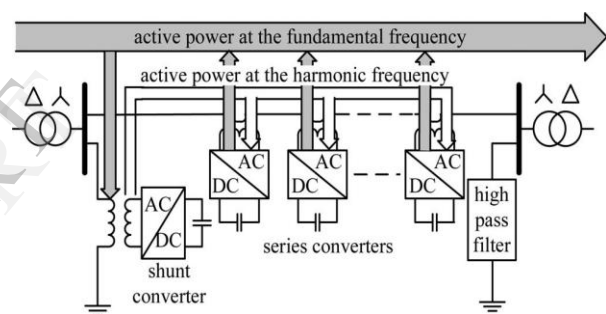 active power at the fundamental frequency
active power at the harmonic frequency
AC
DC
AC
DC
AC
DC
AC
DC
high
pass
filter
series converters
shunt
converter